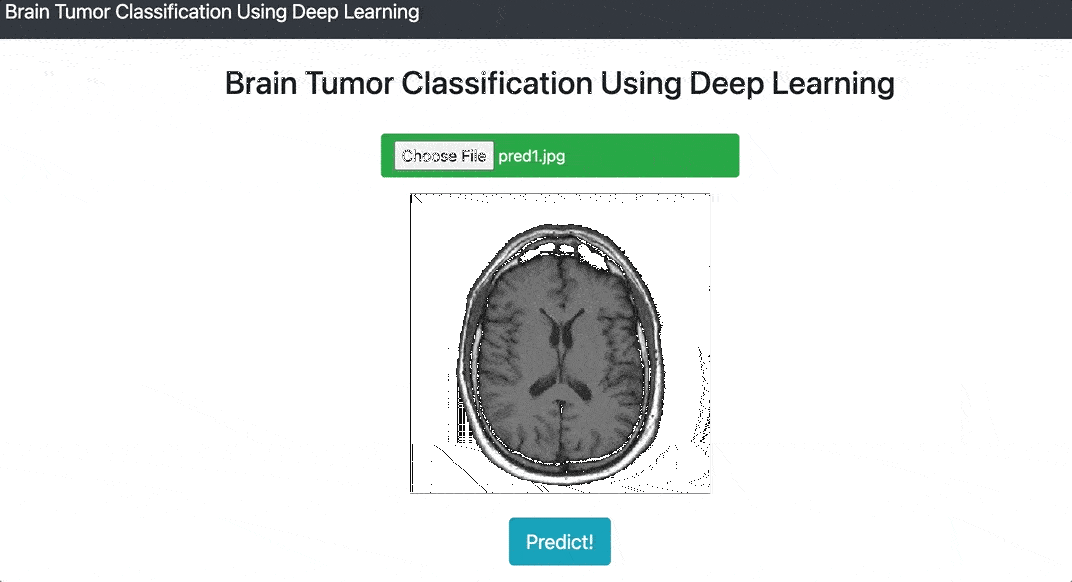 Brain Tumor Classification Using Deep Learning
Brain Tumor Classification Using Deep Learning
Choose File pred1.jpg
Predict!